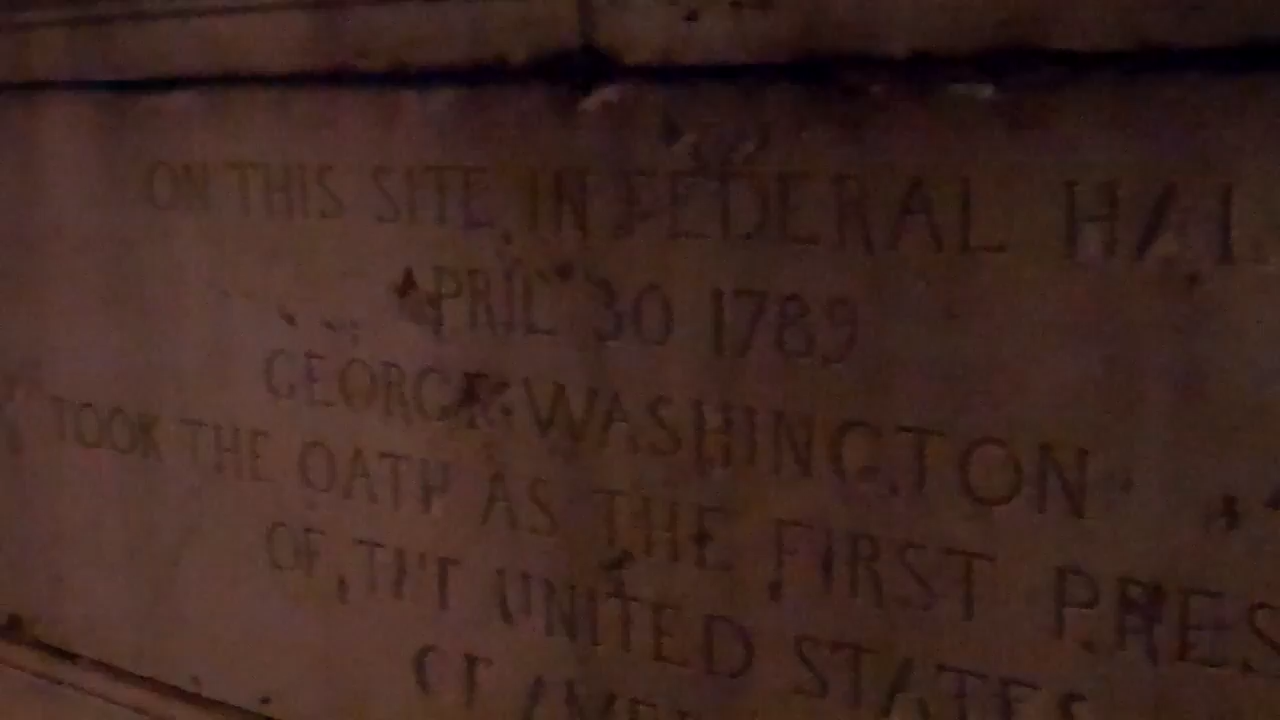 ON THIS SITE, IN FEDERAL HAL
APRIL 30 1789
GEORGE WASHINGTON
TOOK THE OATH AS THE FIRST PRES
OF THE UNITED STATES